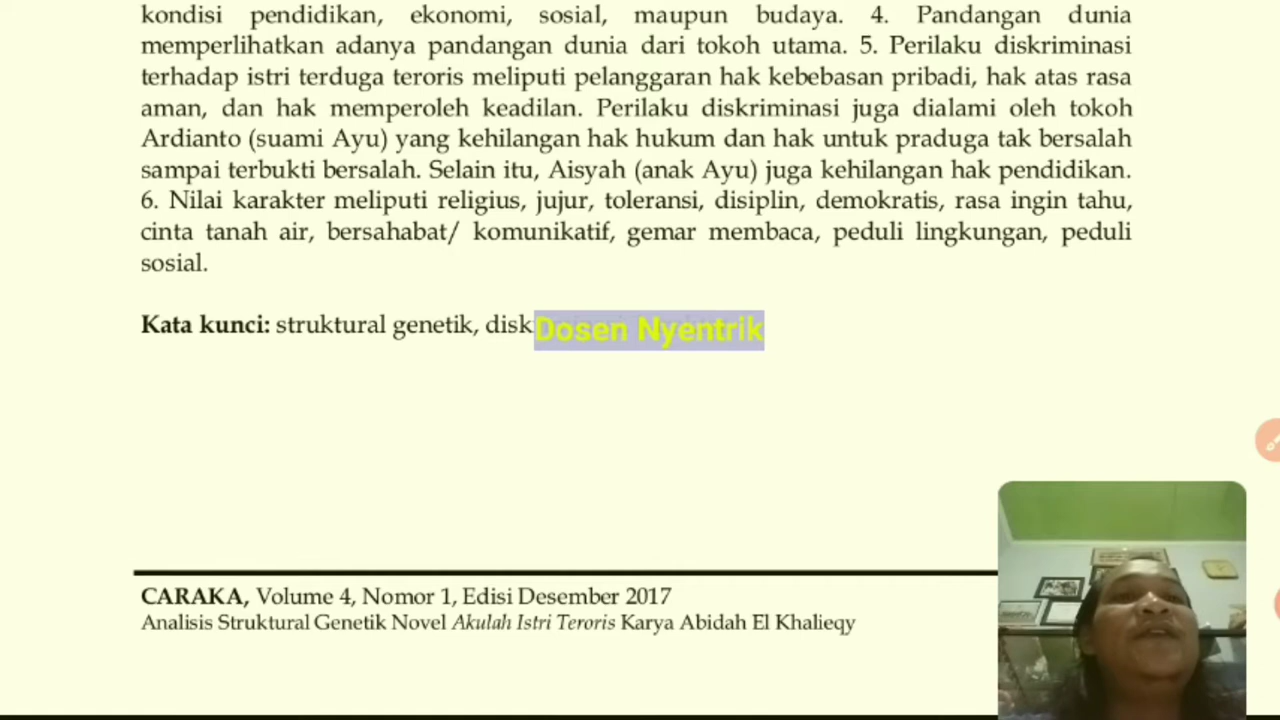 kondisi pendidikan, ekonomi, sosial, maupun budaya. 4. Pandangan dunia
memperlihatkan adanya pandangan dunia dari tokoh utama. 5. Perilaku diskriminasi
terhadap istri terduga teroris meliputi pelanggaran hak kebebasan pribadi, hak atas rasa
aman, dan hak memperoleh keadilan. Perilaku diskriminasi juga dialami oleh tokoh
Ardianto (suami Ayu) yang kehilangan hak hukum dan hak untuk praduga tak bersalah
sampai terbukti bersalah. Selain itu, Aisyah (anak Ayu) juga kehilangan hak pendidikan.
6. Nilai karakter meliputi religius, jujur, toleransi, disiplin, demokratis, rasa ingin tahu,
cinta tanah air, bersahabat/ komunikatif, gemar membaca, peduli lingkungan, peduli
sosial.
Kata kunci: struktural genetik, disk
Dosen Nyentrik
CARAKA, Volume 4, Nomor 1, Edisi Desember 2017
Analisis Struktural Genetik Novel Akulah Istri Teroris Karya Abidah El Khalieqy